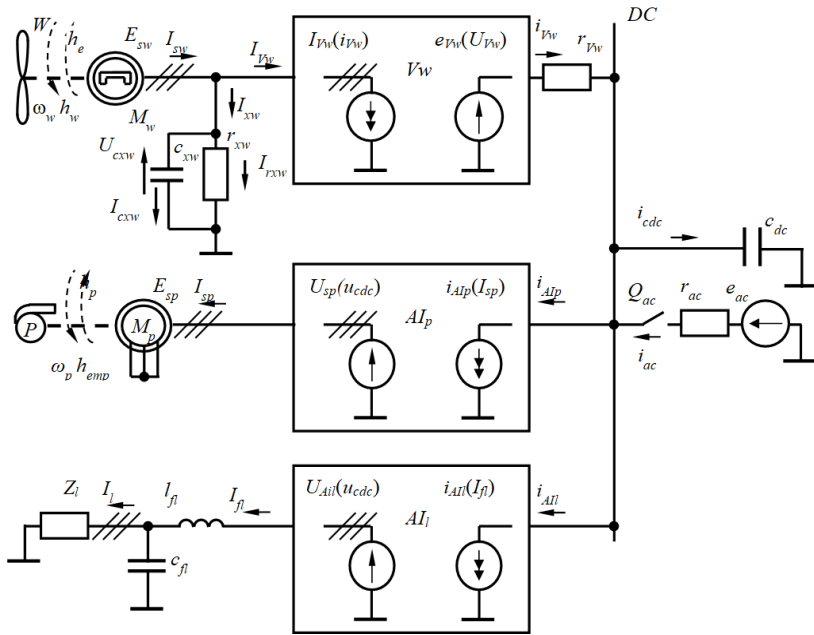 W
h_e
E_sw
I_sw
I_Vw
I_Vw(i_Vw)
e_Vw(U_Vw)
i_Vw
r_Vw
DC
Vw
ω_w h_w
M_w
I_xw
U_cxw
c_xw
r_xw
I_rxw
I_cxw
i_cdc
c_dc
h_p
E_sp
I_sp
U_sp(u_cdc)
i_AIp(I_sp)
i_AIp
Q_ac
r_ac
e_ac
P
M_p
AI_p
i_ac
ω_p h_emp
Z_l
I_l
l_fl
I_fl
U_Ail(u_cdc)
i_AIl(I_fl)
i_AIl
AI_l
c_fl